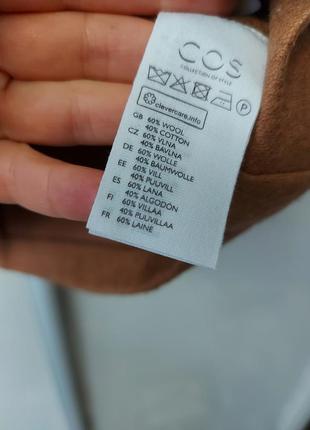 COS
COLLECTION OF STYLE
P
clevercare.info
GB 60% WOOL
40% COTTON
CZ 60% VLNA
40% BAVLNA
DE 60% WOLLE
40% BAUMWOLLE
EE 60% VILL
40% PUUVILL
ES 60% LANA
40% ALGODÓN
FI 60% VILLAA
40% PUUVILLAA
FR 60% LAINE